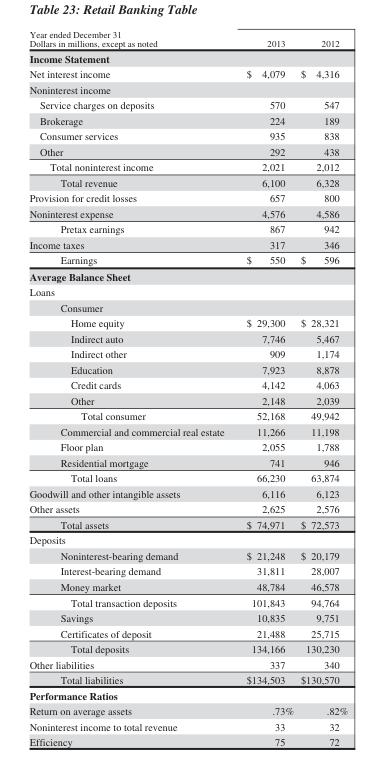 Table 23: Retail Banking Table
Year ended December 31
Dollars in millions, except as noted 2013 2012
Income Statement
Net interest income $ 4,079 $ 4,316
Noninterest income
Service charges on deposits 570 547
Brokerage 224 189
Consumer services 935 838
Other 292 438
Total noninterest income 2,021 2,012
Total revenue 6,100 6,328
Provision for credit losses 657 800
Noninterest expense 4,576 4,586
Pretax earnings 867 942
Income taxes 317 346
Earnings $ 550 $ 596
Average Balance Sheet
Loans
Consumer
Home equity $ 29,300 $ 28,321
Indirect auto 7,746 5,467
Indirect other 909 1,174
Education 7,923 8,878
Credit cards 4,142 4,063
Other 2,148 2,039
Total consumer 52,168 49,942
Commercial and commercial real estate 11,266 11,198
Floor plan 2,055 1,788
Residential mortgage 741 946
Total loans 66,230 63,874
Goodwill and other intangible assets 6,116 6,123
Other assets 2,625 2,576
Total assets $ 74,971 $ 72,573
Deposits
Noninterest-bearing demand $ 21,248 $ 20,179
Interest-bearing demand 31,811 28,007
Money market 48,784 46,578
Total transaction deposits 101,843 94,764
Savings 10,835 9,751
Certificates of deposit 21,488 25,715
Total deposits 134,166 130,230
Other liabilities 337 340
Total liabilities $134,503 $130,570
Performance Ratios
Return on average assets .73% .82%
Noninterest income to total revenue 33 32
Efficiency 75 72